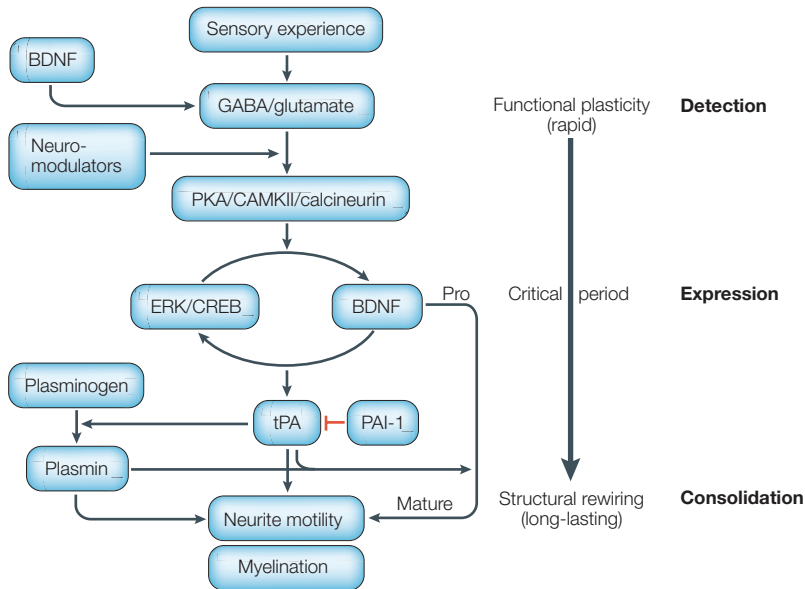 Sensory experience
BDNF
GABA/glutamate
Functional plasticity
(rapid)
Detection
Neuro-
modulators
PKA/CAMKII/calcineurin
ERK/CREB
BDNF
Pro
Critical period
Expression
Plasminogen
tPA
PAI-1
Plasmin
Mature
Structural rewiring
(long-lasting)
Consolidation
Neurite motility
Myelination